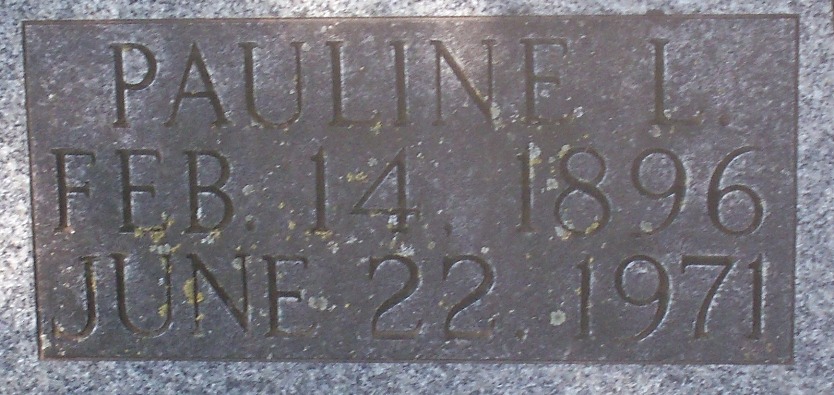 PAULINE L.
FEB. 14, 1896
JUNE 22, 1971